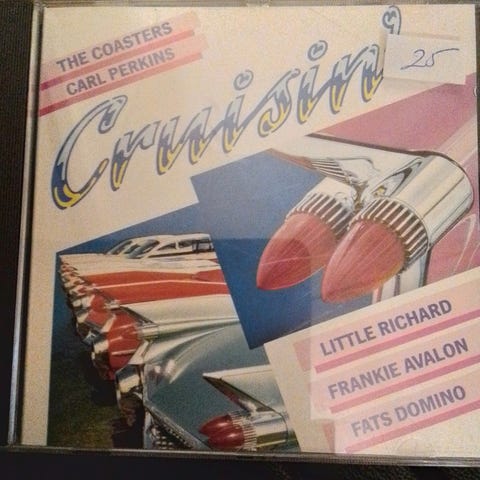 THE COASTERS
CARL PERKINS
Cruisin'
25
LITTLE RICHARD
FRANKIE AVALON
FATS DOMINO